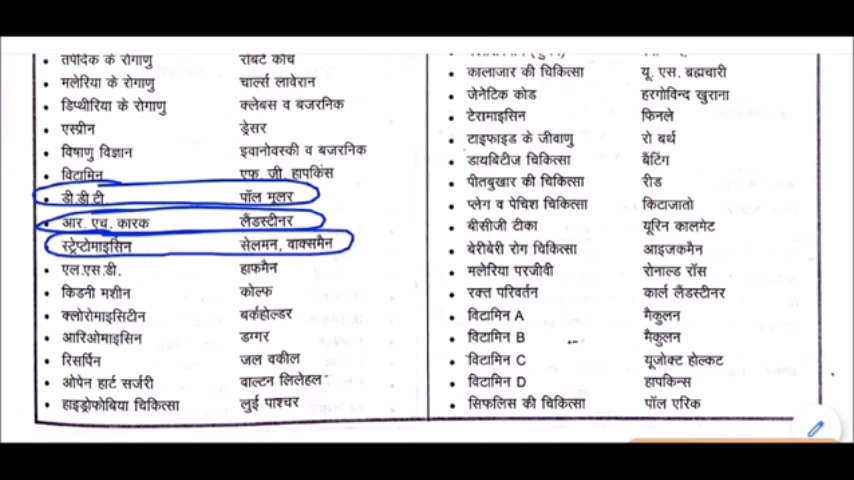 तपेदिक के रोगाणु रॉबर्ट कोच
मलेरिया के रोगाणु चार्ल्स लावेरान
डिप्थीरिया के रोगाणु क्लेबस व बजरनिक
एस्प्रीन ड्रेसर
विषाणु विज्ञान इवानोवस्की व बजरनिक
विटामिन एफ. जी. हापकिंस
डी.डी.टी. पॉल मूलर
आर. एच. कारक लैंडस्टीनर
स्ट्रेप्टोमाइसिन सेलमन, वाक्समैन
एल.एस.डी. हाफमैन
किडनी मशीन कोल्फ
क्लोरोमाइसिटीन बर्कहोल्डर
आरिओमाइसिन डग्गर
रिसर्पिन जल वकील
ओपेन हार्ट सर्जरी वाल्टन लिलेहल
हाइड्रोफोबिया चिकित्सा लुई पाश्चर
कालाजार की चिकित्सा यू. एस. ब्रह्मचारी
जेनेटिक कोड हरगोविन्द खुराना
टेरामाइसिन फिनले
टाइफाइड के जीवाणु रो बर्थ
डायबिटीज चिकित्सा बैंटिंग
पीतबुखार की चिकित्सा रीड
प्लेग व पेचिश चिकित्सा किटाजातो
बीसीजी टीका यूरिन कालमेट
बेरीबेरी रोग चिकित्सा आइजकमैन
मलेरिया परजीवी रोनाल्ड रॉस
रक्त परिवर्तन कार्ल लैंडस्टीनर
विटामिन A मैकुलन
विटामिन B मैकुलन
विटामिन C यूजोक्ट होल्कट
विटामिन D हापकिन्स
सिफलिस की चिकित्सा पॉल एरिक